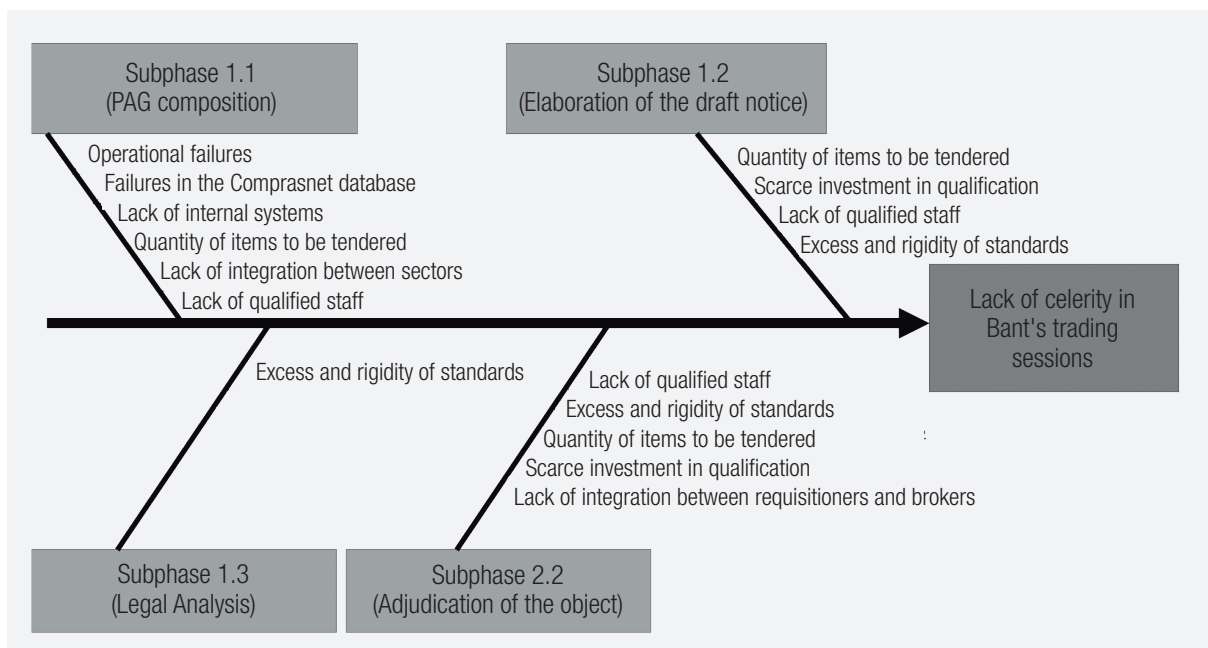 Subphase 1.1
(PAG composition)
Operational failures
Failures in the Comprasnet database
Lack of internal systems
Quantity of items to be tendered
Lack of integration between sectors
Lack of qualified staff
Subphase 1.2
(Elaboration of the draft notice)
Quantity of items to be tendered
Scarce investment in qualification
Lack of qualified staff
Excess and rigidity of standards
Lack of celerity in
Bant's trading
sessions
Excess and rigidity of standards
Subphase 1.3
(Legal Analysis)
Lack of qualified staff
Excess and rigidity of standards
Quantity of items to be tendered
Scarce investment in qualification
Lack of integration between requisitioners and brokers
Subphase 2.2
(Adjudication of the object)